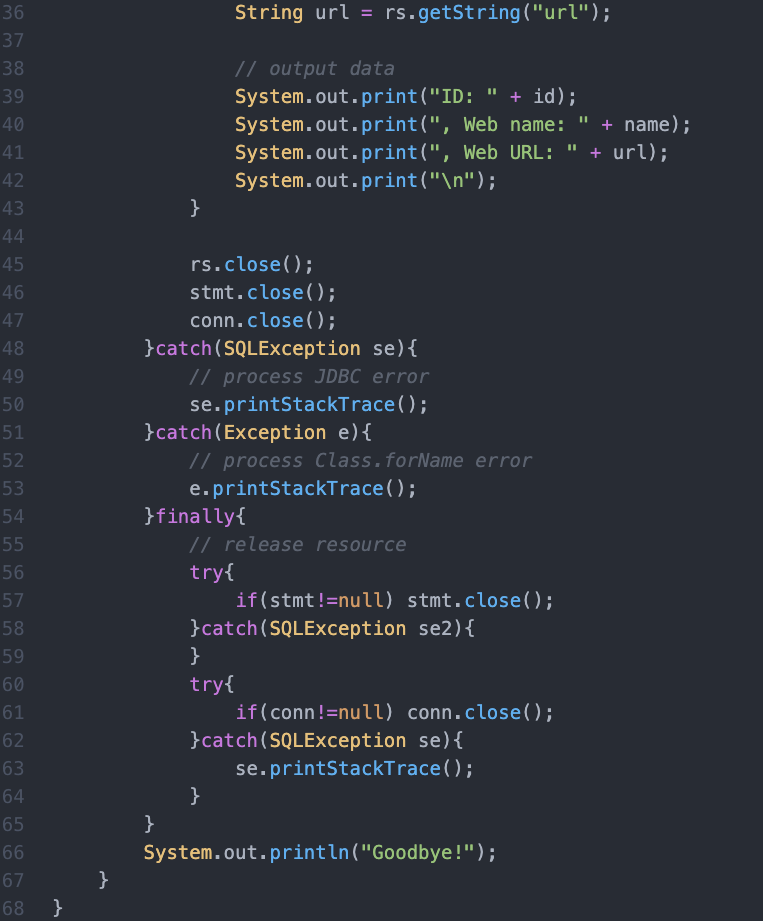 36                  String url = rs.getString("url");
37
38                  // output data
39                  System.out.print("ID: " + id);
40                  System.out.print(", Web name: " + name);
41                  System.out.print(", Web URL: " + url);
42                  System.out.print("\n");
43              }
44
45              rs.close();
46              stmt.close();
47              conn.close();
48          }catch(SQLException se){
49              // process JDBC error
50              se.printStackTrace();
51          }catch(Exception e){
52              // process Class.forName error
53              e.printStackTrace();
54          }finally{
55              // release resource
56              try{
57                  if(stmt!=null) stmt.close();
58              }catch(SQLException se2){
59              }
60              try{
61                  if(conn!=null) conn.close();
62              }catch(SQLException se){
63                  se.printStackTrace();
64              }
65          }
66          System.out.println("Goodbye!");
67      }
68  }